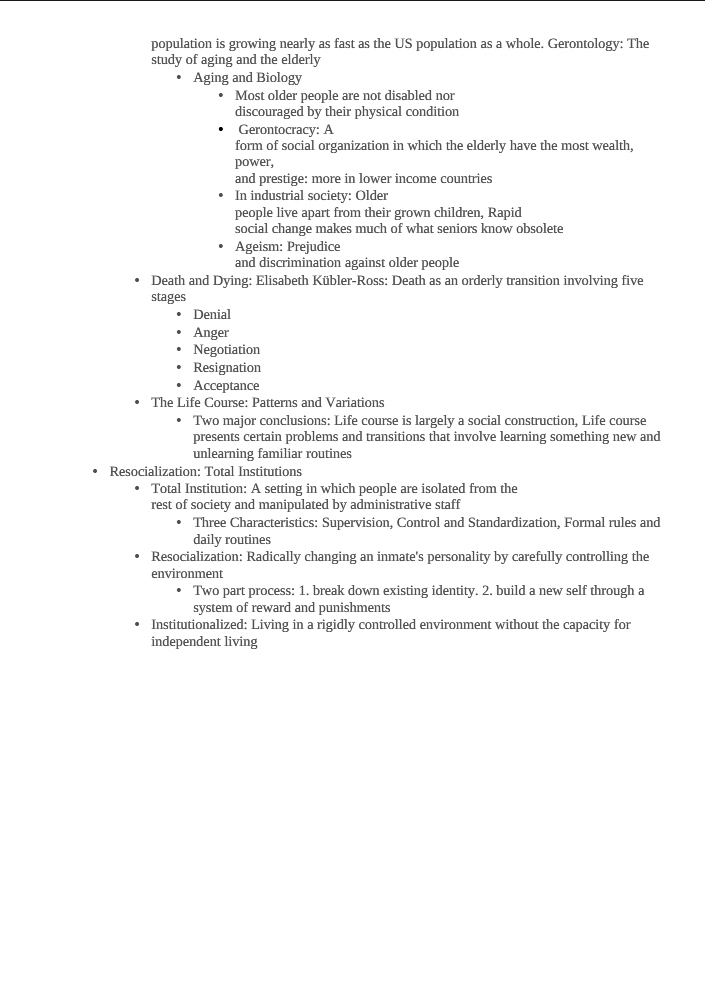 population is growing nearly as fast as the US population as a whole. Gerontology: The
study of aging and the elderly
• Aging and Biology
• Most older people are not disabled nor
discouraged by their physical condition
• Gerontocracy: A
form of social organization in which the elderly have the most wealth,
power,
and prestige: more in lower income countries
• In industrial society: Older
people live apart from their grown children, Rapid
social change makes much of what seniors know obsolete
• Ageism: Prejudice
and discrimination against older people
• Death and Dying: Elisabeth Kübler-Ross: Death as an orderly transition involving five
stages
• Denial
• Anger
• Negotiation
• Resignation
• Acceptance
• The Life Course: Patterns and Variations
• Two major conclusions: Life course is largely a social construction, Life course
presents certain problems and transitions that involve learning something new and
unlearning familiar routines
• Resocialization: Total Institutions
• Total Institution: A setting in which people are isolated from the
rest of society and manipulated by administrative staff
• Three Characteristics: Supervision, Control and Standardization, Formal rules and
daily routines
• Resocialization: Radically changing an inmate's personality by carefully controlling the
environment
• Two part process: 1. break down existing identity. 2. build a new self through a
system of reward and punishments
• Institutionalized: Living in a rigidly controlled environment without the capacity for
independent living